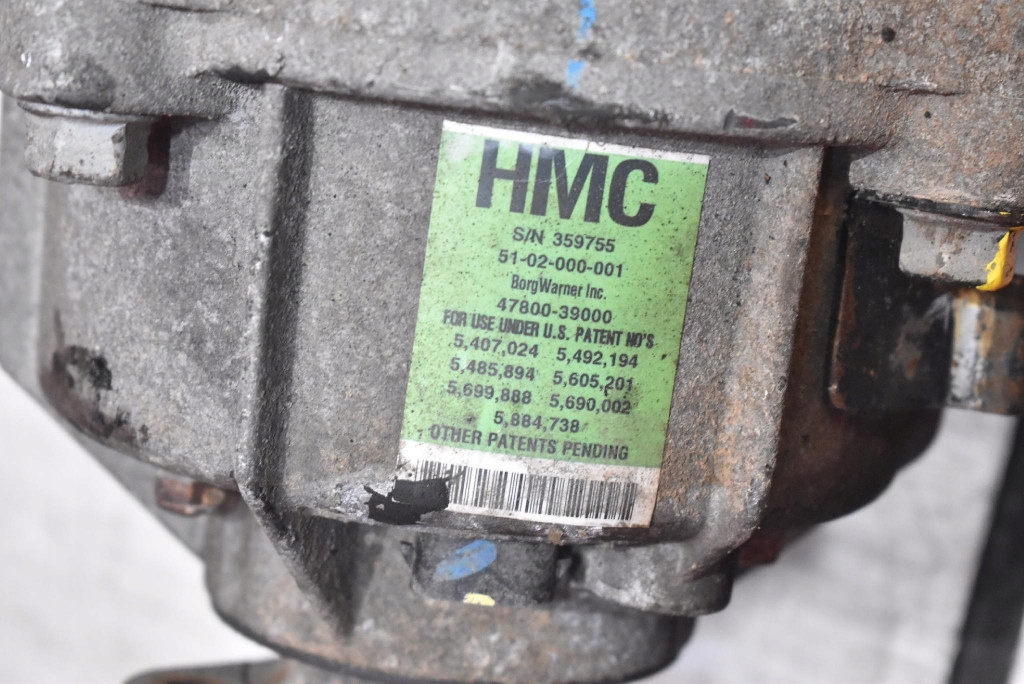 HMC
S/N 359755
51-02-000-001
BorgWarner Inc.
47800-39000
FOR USE UNDER U.S. PATENT NO'S
5,407,024 5,492,194
5,485,894 5,605,201
5,699,888 5,690,002
5,884,738
OTHER PATENTS PENDING